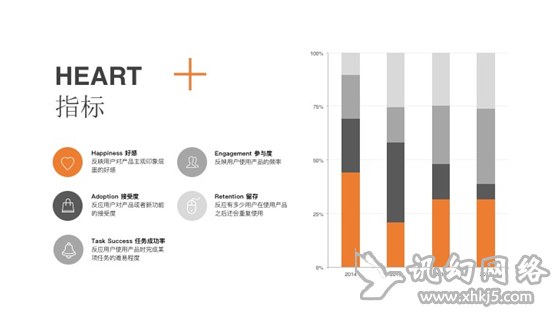 HEART
指标
Happiness 好感
反映用户对产品主观印象层
面的好感
Engagement 参与度
反映用户使用产品的频率
Adoption 接受度
反应用户对产品或者新功能
的接受度
Retention 留存
反应有多少用户在使用产品
之后还会重复使用
Task Success 任务成功率
反应用户使用产品时完成某
项任务的难易程度
100%
75%
50%
25%
0%
2014
讯幻网络
www.xhkj5.com